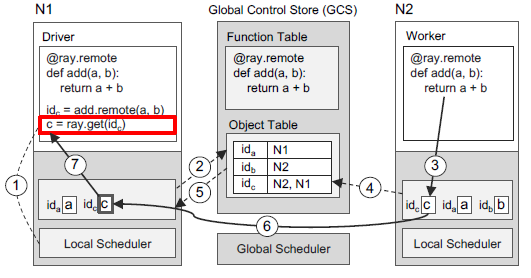 N1
Global Control Store (GCS)
N2
Driver
@ray.remote
def add(a, b):
return a + b
idc = add.remote(a, b)
c = ray.get(idc)
Function Table
@ray.remote
def add(a, b):
return a + b
Worker
@ray.remote
def add(a, b):
return a + b
Object Table
ida N1
idb N2
idc N2, N1
1
2
3
4
5
6
7
ida a idc c
Local Scheduler
Global Scheduler
idc c ida a idb b
Local Scheduler